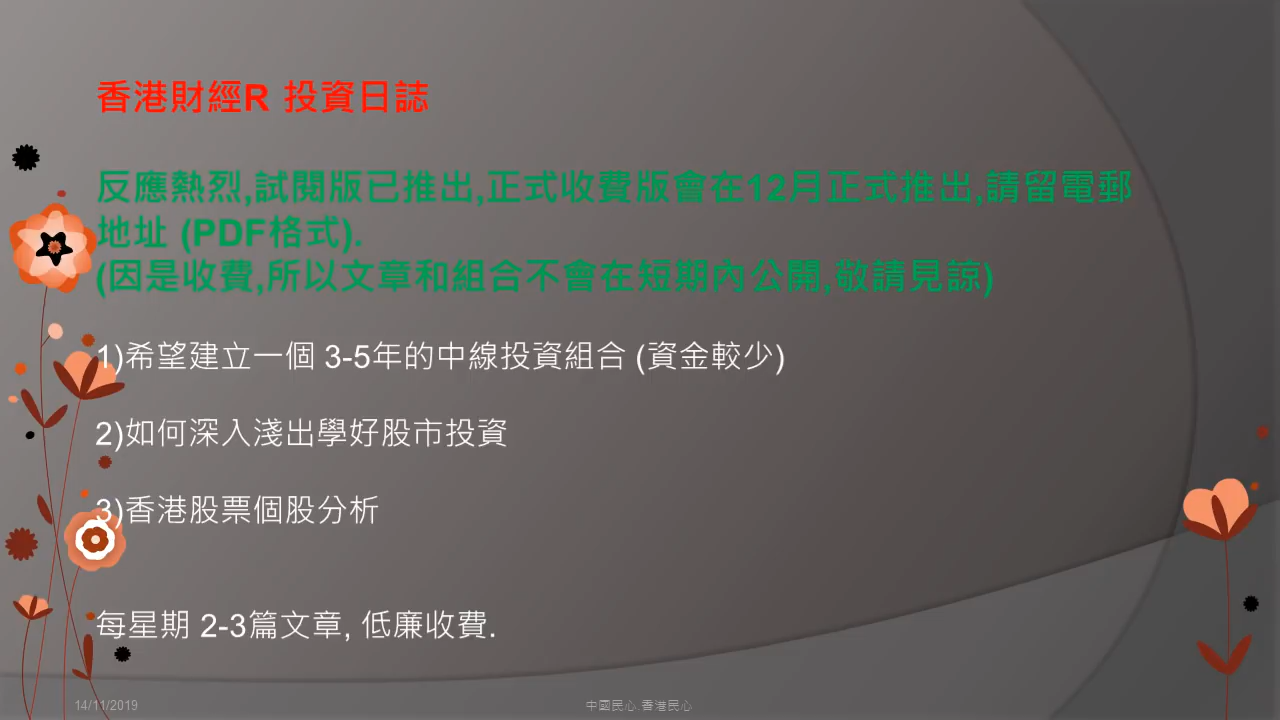 香港財經R 投資日誌
反應熱烈,試閱版已推出,正式收費版會在12月正式推出,請留電郵
地址 (PDF格式).
(因是收費,所以文章和組合不會在短期內公開,敬請見諒)
1)希望建立一個 3-5年的中線投資組合 (資金較少)
2)如何深入淺出學好股市投資
3)香港股票個股分析
每星期 2-3篇文章, 低廉收費.
14/11/2019
中國民心,香港民心